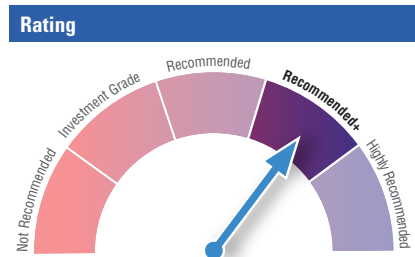 Rating
Not Recommended
Investment Grade
Recommended
Recommended+
Highly Recommended